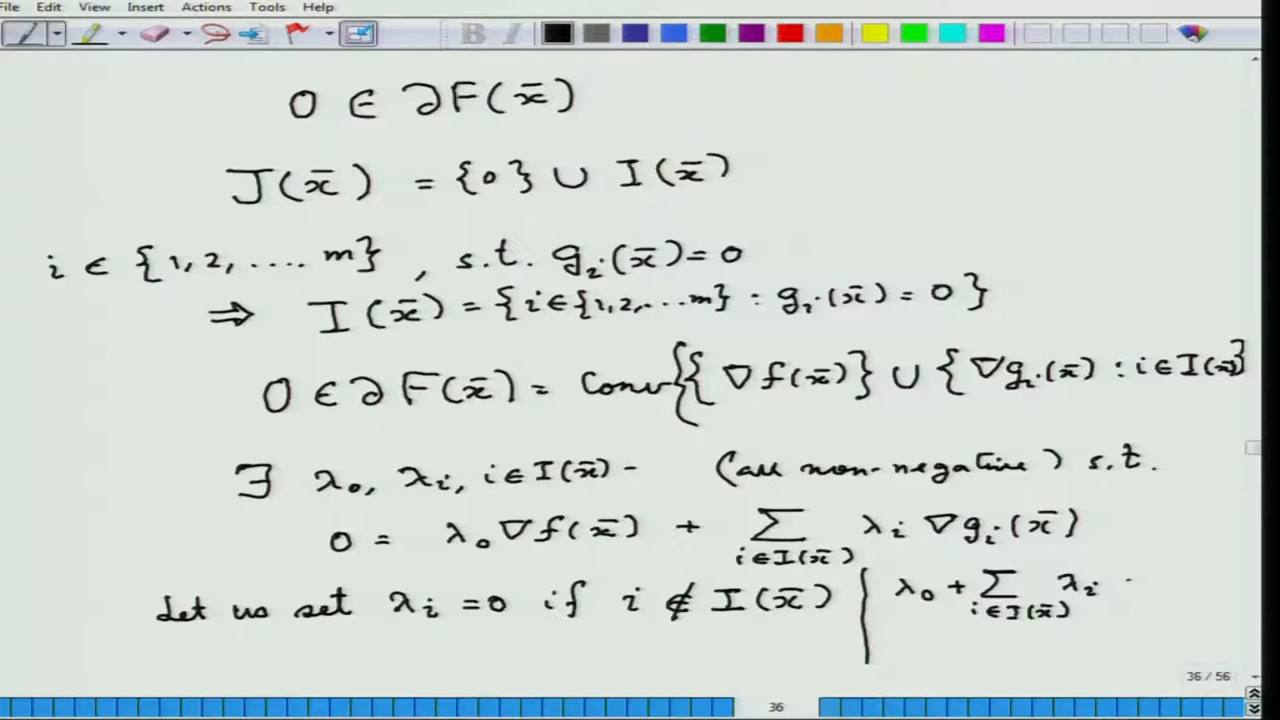 File Edit View Insert Actions Tools Help
0 ∈ ∂F(x̄)
J(x̄) = {0} ∪ I(x̄)
i ∈ {1,2, .... m}, s.t. gᵢ(x̄)=0
⇒ I(x̄) = {i∈{1,2,...m} : gᵢ(x̄) = 0}
0 ∈ ∂F(x̄) = Conv{{∇f(x̄)} ∪ {∇gᵢ(x̄) : i∈I(x̄)}
∃ λ₀, λᵢ, i∈I(x̄) - (all non-negative) s.t.
0 = λ₀∇f(x̄) + ∑ λᵢ ∇gᵢ(x̄)
i∈I(x̄)
Let us set λᵢ =0 if i ∉ I(x̄) | λ₀ + ∑ λᵢ
i∈I(x̄)
36 / 56
36